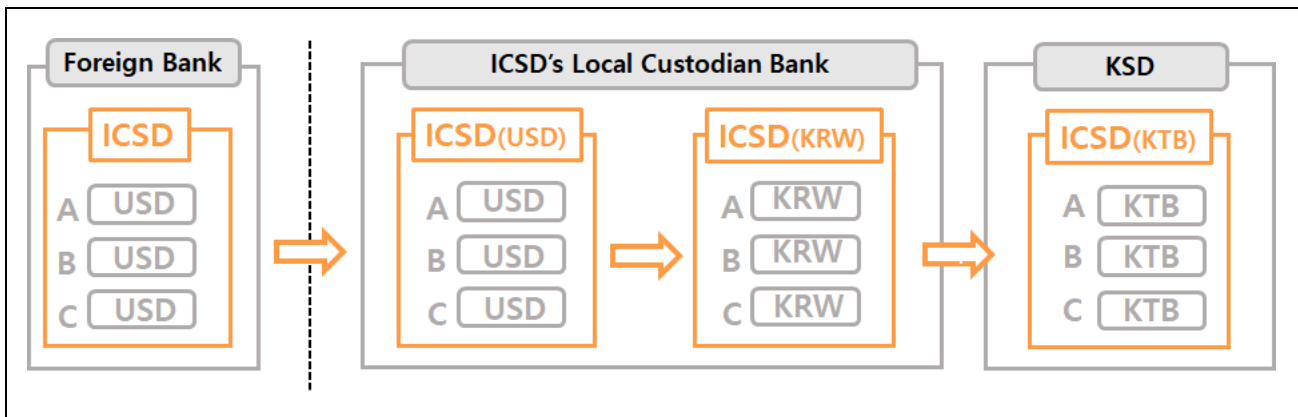 Foreign Bank
ICSD
A USD
B USD
C USD
ICSD's Local Custodian Bank
ICSD(USD)
A USD
B USD
C USD
ICSD(KRW)
A KRW
B KRW
C KRW
KSD
ICSD(KTB)
A KTB
B KTB
C KTB